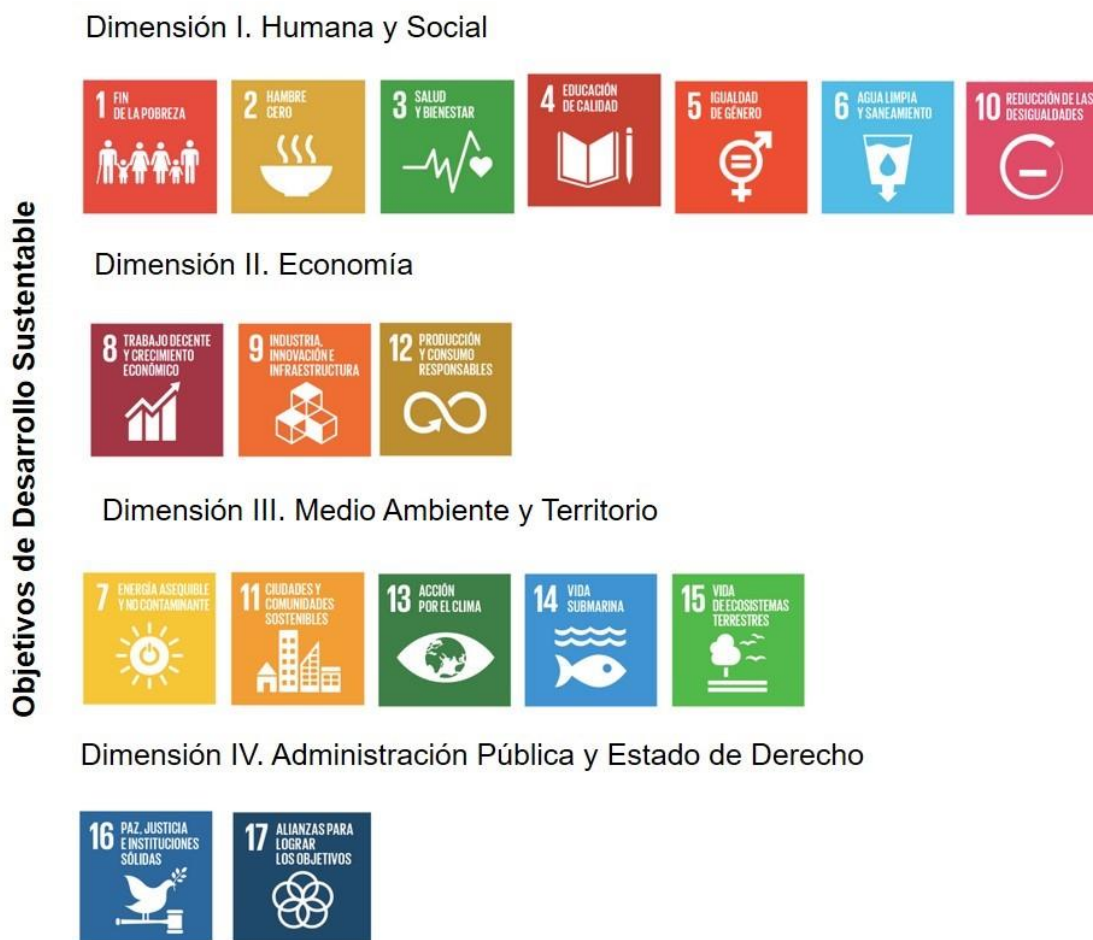 Dimensión I. Humana y Social
1 FIN
DE LA POBREZA
2 HAMBRE
CERO
3 SALUD
Y BIENESTAR
4 EDUCACIÓN
DE CALIDAD
5 IGUALDAD
DE GÉNERO
6 AGUA LIMPIA
Y SANEAMIENTO
10 REDUCCIÓN DE LAS
DESIGUALDADES
Objetivos de Desarrollo Sustentable
Dimensión II. Economía
8 TRABAJO DECENTE
Y CRECIMIENTO
ECONÓMICO
9 INDUSTRIA,
INNOVACIÓN E
INFRAESTRUCTURA
12 PRODUCCIÓN
Y CONSUMO
RESPONSABLES
Dimensión III. Medio Ambiente y Territorio
7 ENERGÍA ASEQUIBLE
Y NO CONTAMINANTE
11 CIUDADES Y
COMUNIDADES
SOSTENIBLES
13 ACCIÓN
POR EL CLIMA
14 VIDA
SUBMARINA
15 VIDA
DE ECOSISTEMAS
TERRESTRES
Dimensión IV. Administración Pública y Estado de Derecho
16 PAZ, JUSTICIA
E INSTITUCIONES
SÓLIDAS
17 ALIANZAS PARA
LOGRAR
LOS OBJETIVOS